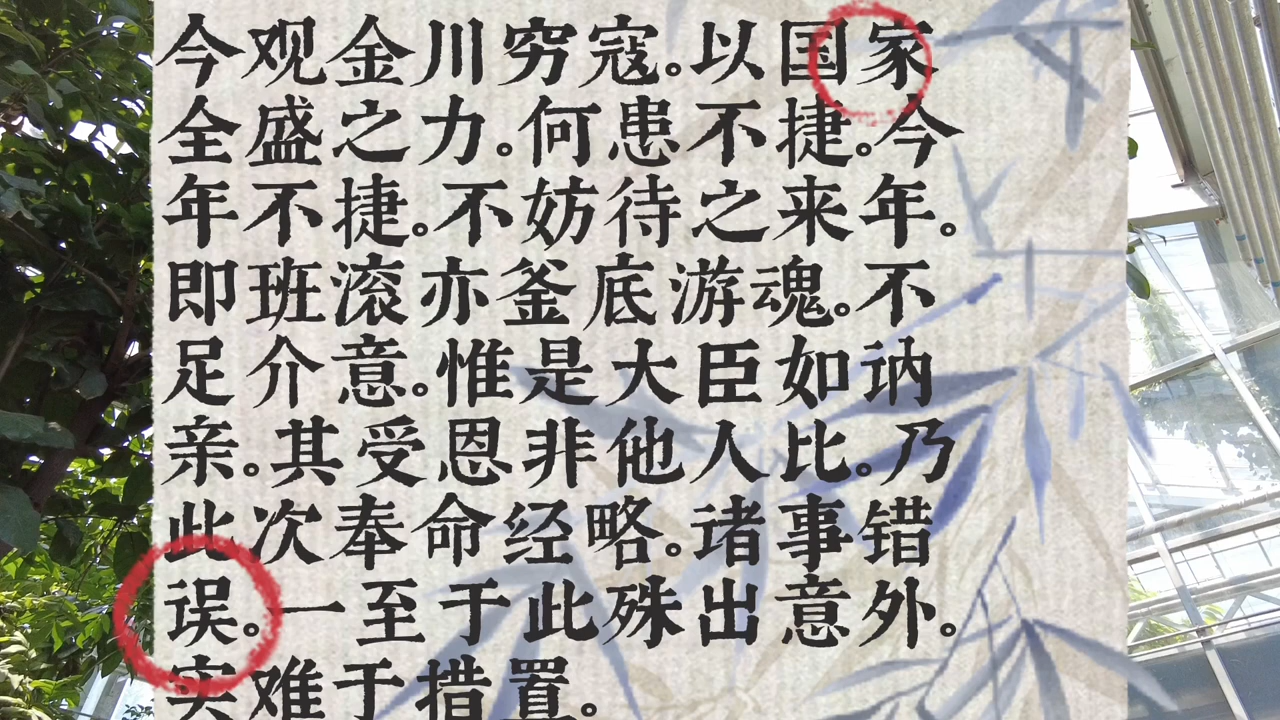 今观金川穷寇。以国家
全盛之力。何患不捷。今
年不捷。不妨待之来年。
即班滚亦釜底游魂。不
足介意。惟是大臣如讷
亲。其受恩非他人比。乃
此次奉命经略。诸事错
误。一至于此殊出意外。
实难于措置。